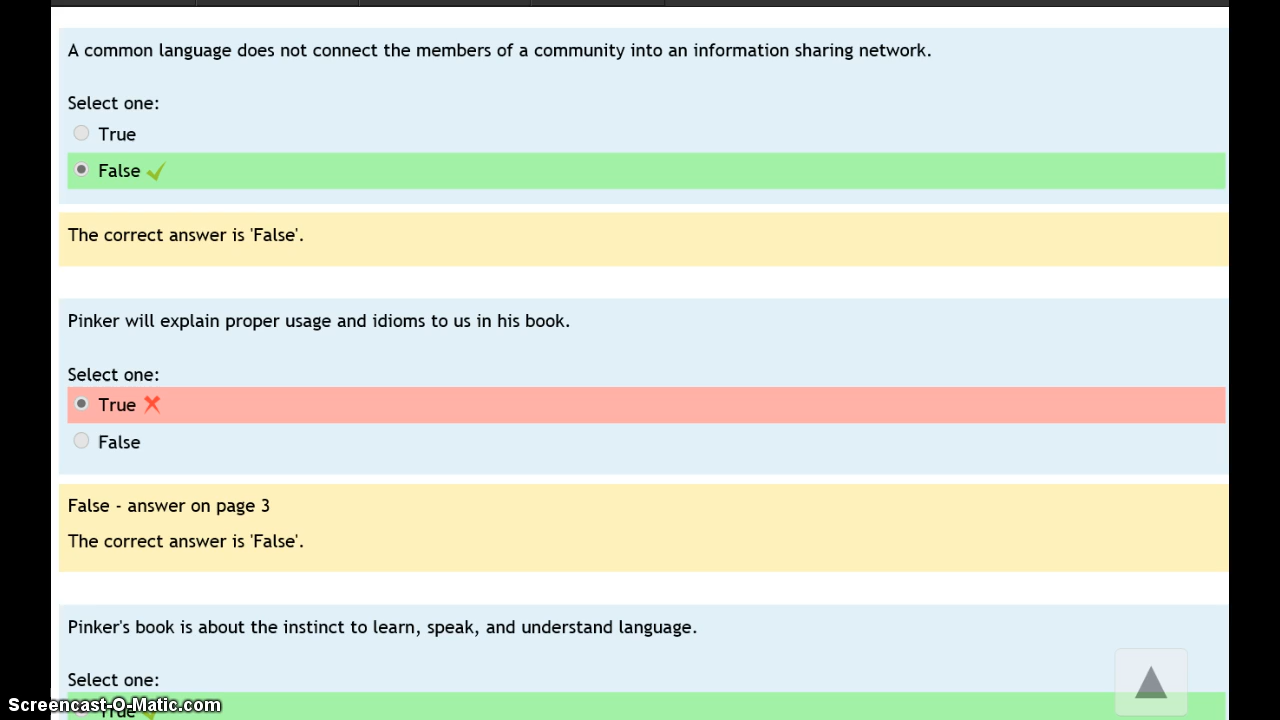 A common language does not connect the members of a community into an information sharing network.
Select one:
True
False
The correct answer is 'False'.
Pinker will explain proper usage and idioms to us in his book.
Select one:
True
False
False - answer on page 3
The correct answer is 'False'.
Pinker's book is about the instinct to learn, speak, and understand language.
Select one:
True
Screencast-O-Matic.com